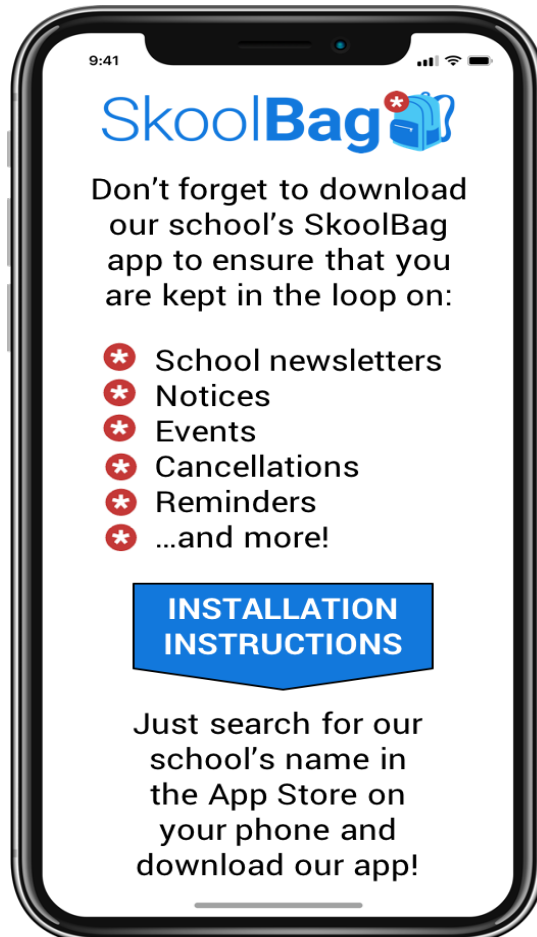 9:41
SkoolBag
Don’t forget to download
our school’s SkoolBag
app to ensure that you
are kept in the loop on:
* School newsletters
* Notices
* Events
* Cancellations
* Reminders
* ...and more!
INSTALLATION
INSTRUCTIONS
Just search for our
school’s name in
the App Store on
your phone and
download our app!